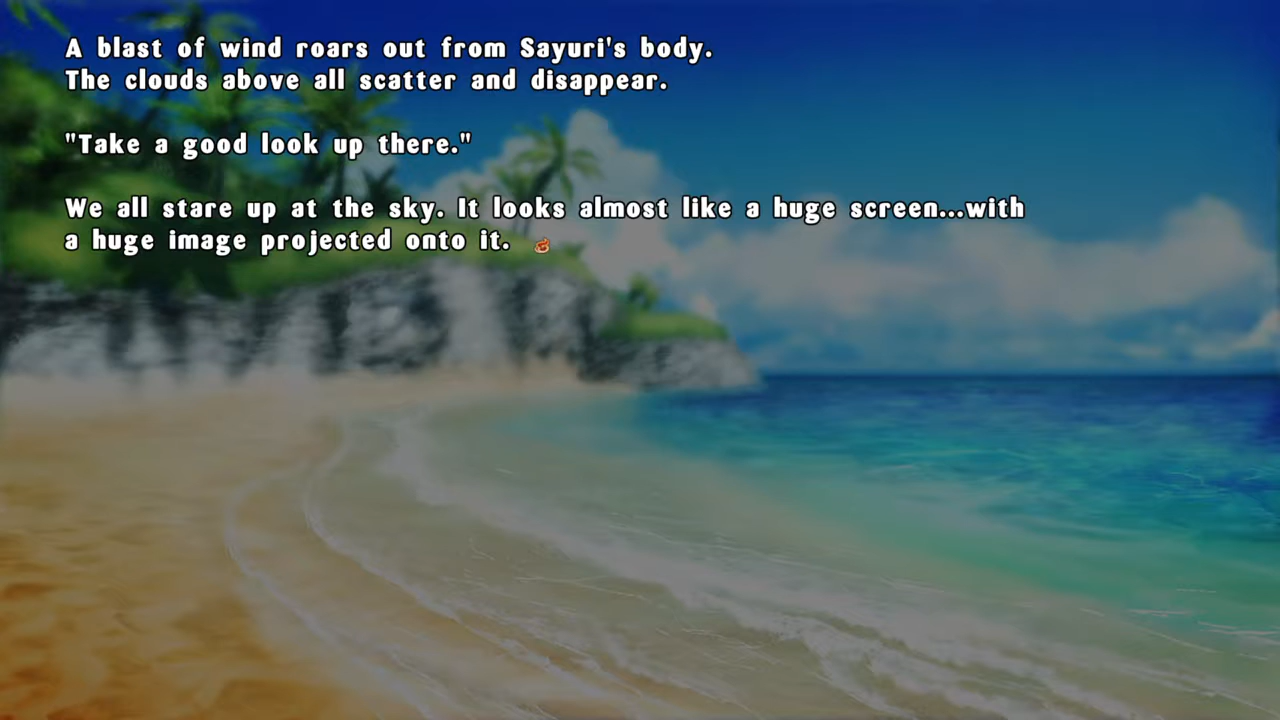 A blast of wind roars out from Sayuri's body.
The clouds above all scatter and disappear.
"Take a good look up there."
We all stare up at the sky. It looks almost like a huge screen...with
a huge image projected onto it.